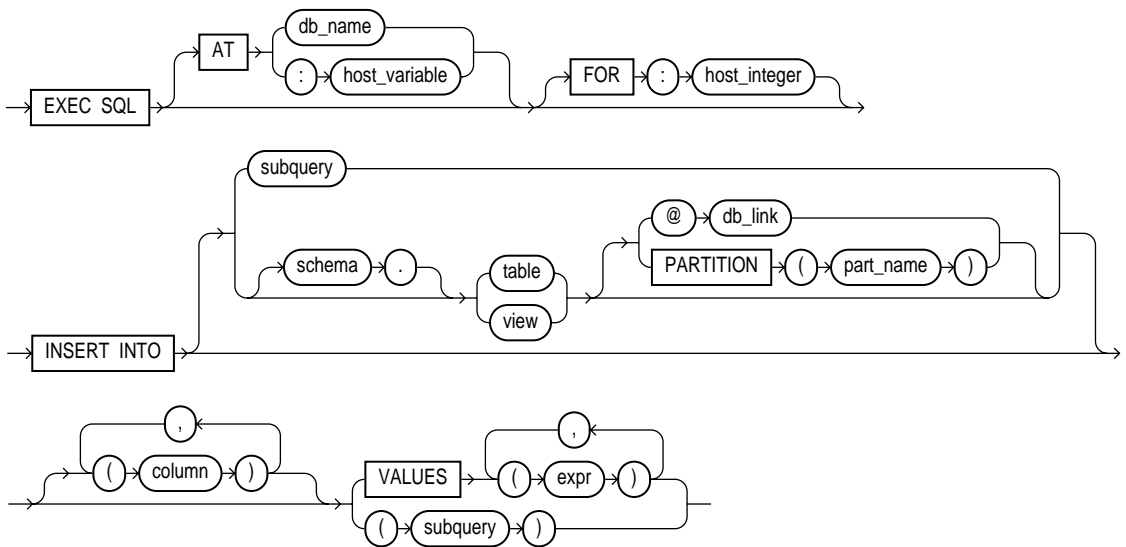 db_name
AT
: host_variable
FOR : host_integer
EXEC SQL
subquery
@ db_link
schema . table
PARTITION ( part_name )
view
INSERT INTO
, ,
( column ) VALUES ( expr )
( subquery )